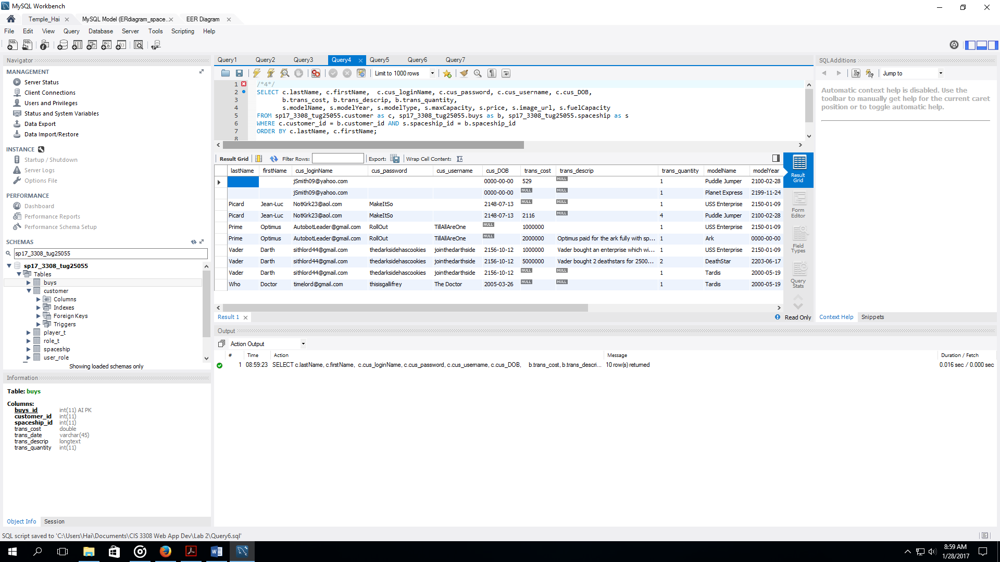 MySQL Workbench
Temple_Hai
MySQL Model (ERdiagram_space..
EER Diagram
File Edit View Query Database Server Tools Scripting Help
Navigator
MANAGEMENT
Server Status
Client Connections
Users and Privileges
Status and System Variables
Data Export
Data Import/Restore
INSTANCE
Startup / Shutdown
Server Logs
Options File
PERFORMANCE
Dashboard
Performance Reports
Performance Schema Setup
SCHEMAS
sp17_3308_tug25055
sp17_3308_tug25055
Tables
buys
customer
Columns
Indexes
Foreign Keys
Triggers
player_t
role_t
spaceship
user_role
Showing loaded schemas only
Information
Table: buys
Columns:
buys_id int(11) AI PK
customer_id int(11)
spaceship_id int(11)
trans_cost double
trans_date varchar(45)
trans_descrip longtext
trans_quantity int(11)
Object Info Session
Query1 Query2 Query3 Query4 Query5 Query6 Query7
Limit to 1000 rows
1 /*4*/
2 SELECT c.lastName, c.firstName, c.cus_loginName, c.cus_password, c.cus_username, c.cus_DOB,
3 b.trans_cost, b.trans_descrip, b.trans_quantity,
4 s.modelName, s.modelYear, s.modelType, s.maxCapacity, s.price, s.image_url, s.fuelCapacity
5 FROM sp17_3308_tug25055.customer as c, sp17_3308_tug25055.buys as b, sp17_3308_tug25055.spaceship as s
6 WHERE c.customer_id = b.customer_id AND s.spaceship_id = b.spaceship_id
7 ORDER BY c.lastName, c.firstName;
8
Result Grid Filter Rows: Export: Wrap Cell Content:
lastName firstName cus_loginName cus_password cus_username cus_DOB trans_cost trans_descrip trans_quantity modelName modelYear
jSmith09@yahoo.com 0000-00-00 529 NULL 1 Puddle Jumper 2100-02-28
jSmith09@yahoo.com 0000-00-00 NULL NULL 1 Planet Express 2199-11-24
Picard Jean-Luc NotKirk23@aol.com MakeItSo 2148-07-13 NULL NULL 1 USS Enterprise 2150-01-09
Picard Jean-Luc NotKirk23@aol.com MakeItSo 2148-07-13 2116 NULL 4 Puddle Jumper 2100-02-28
Prime Optimus AutobotLeader@gmail.com RollOut TillAllAreOne NULL 1000000 1 USS Enterprise 2150-01-09
Prime Optimus AutobotLeader@gmail.com RollOut TillAllAreOne NULL 2000000 Optimus paid for the ark fully with sp... 1 Ark 0000-00-00
Vader Darth sithlord44@gmail.com thedarksidehascookies jointhedarthside 2156-10-12 1000000 Vader bought an enterprise which wi... 1 USS Enterprise 2150-01-09
Vader Darth sithlord44@gmail.com thedarksidehascookies jointhedarthside 2156-10-12 5000000 Vader bought 2 deathstars for 2500... 2 DeathStar 2203-06-17
Vader Darth sithlord44@gmail.com thedarksidehascookies jointhedarthside 2156-10-12 NULL NULL 1 Tardis 2000-05-19
Who Doctor timelord@gmail.com thisisgallifrey The Doctor 2005-03-26 NULL NULL 1 Tardis 2000-05-19
Result Grid
Form Editor
Field Types
Query Stats
Result 1
Read Only
Output
Action Output
# Time Action Message Duration / Fetch
1 08:59:23 SELECT c.lastName, c.firstName, c.cus_loginName, c.cus_password, c.cus_username, c.cus_DOB, b.trans_cost, b.trans_descri... 10 row(s) returned 0.016 sec / 0.000 sec
SQLAdditions
Jump to
Automatic context help is disabled. Use the
toolbar to manually get help for the current caret
position or to toggle automatic help.
Context Help Snippets
SQL script saved to 'C:\Users\Hai\Documents\CIS 3308 Web App Dev\Lab 2\Query6.sql'
8:59 AM
1/28/2017